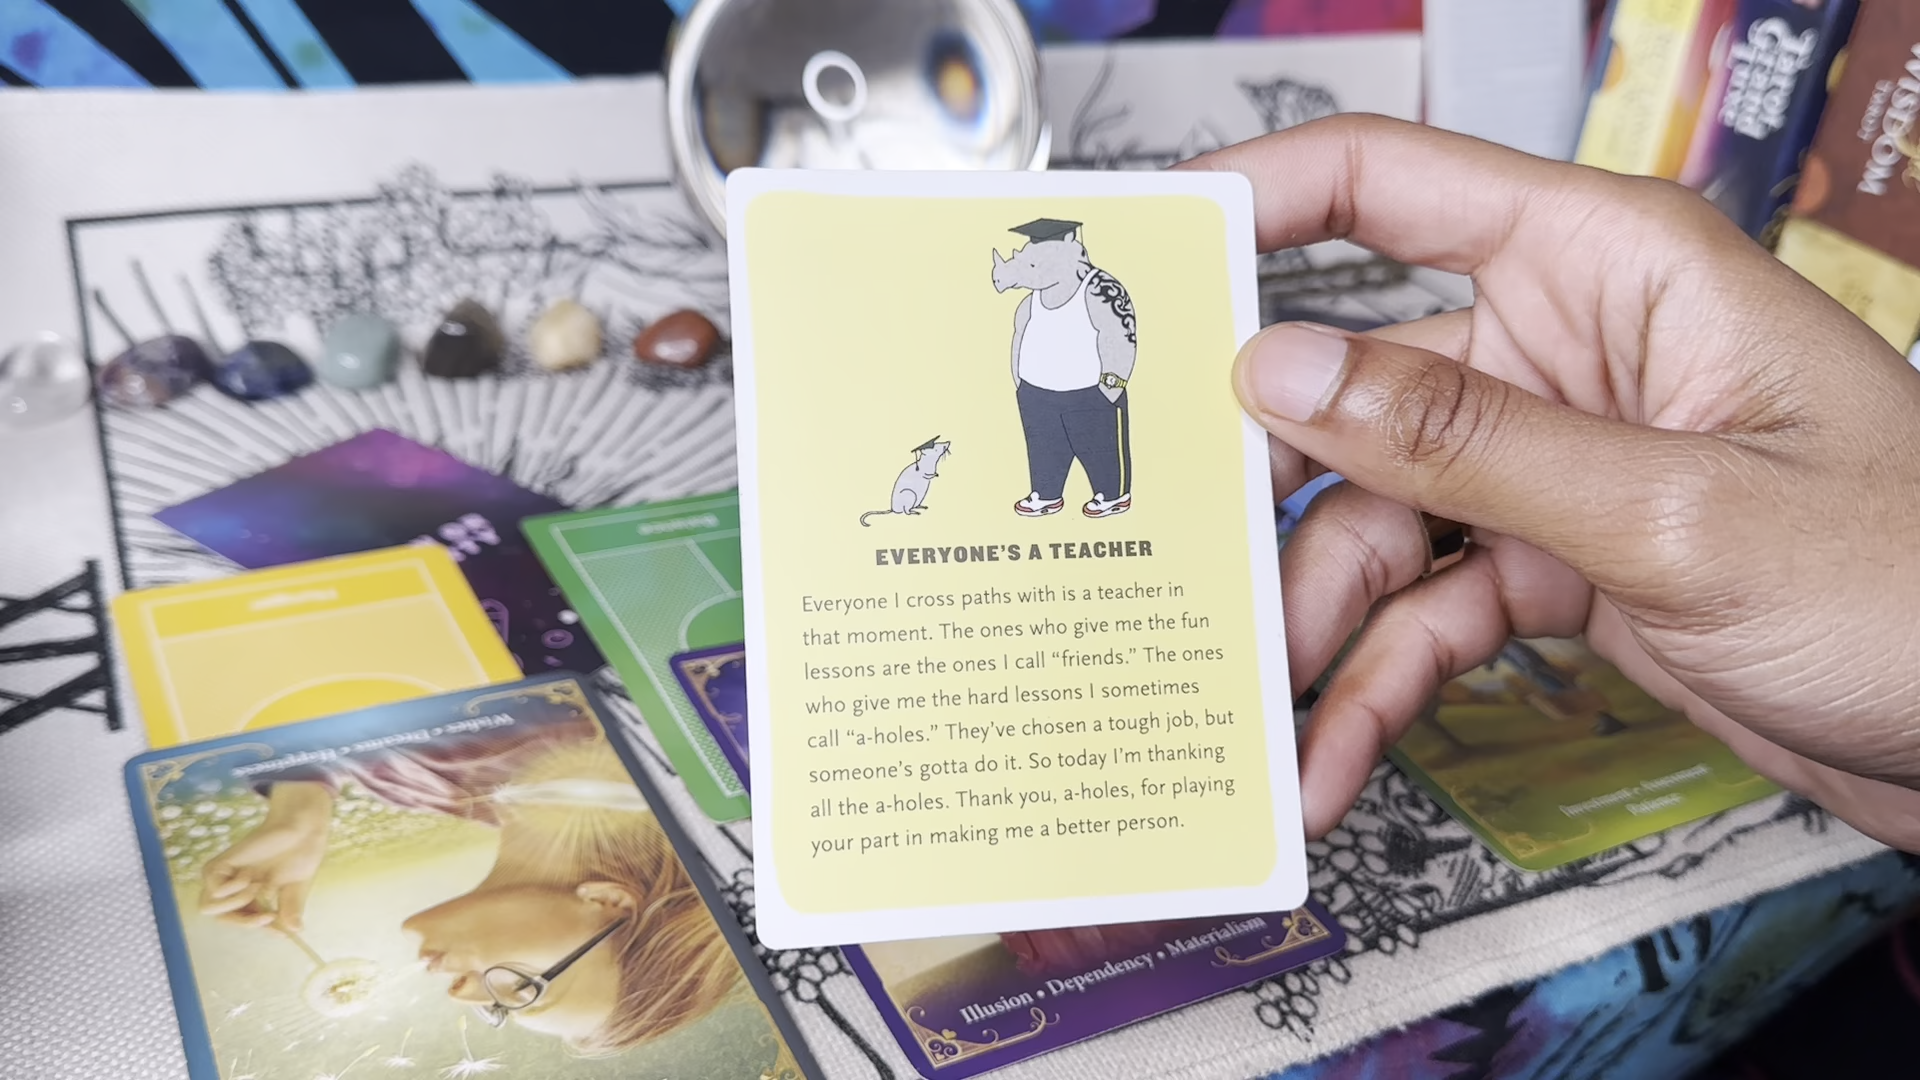 EVERYONE'S A TEACHER
Everyone I cross paths with is a teacher in
that moment. The ones who give me the fun
lessons are the ones I call “friends.” The ones
who give me the hard lessons I sometimes
call “a-holes.” They've chosen a tough job, but
someone's gotta do it. So today I'm thanking
all the a-holes. Thank you, a-holes, for playing
your part in making me a better person.
Wishes • Dreams • Happiness
Illusion • Dependency • Materialism
Investment • Assessment
Balance
WISDOM